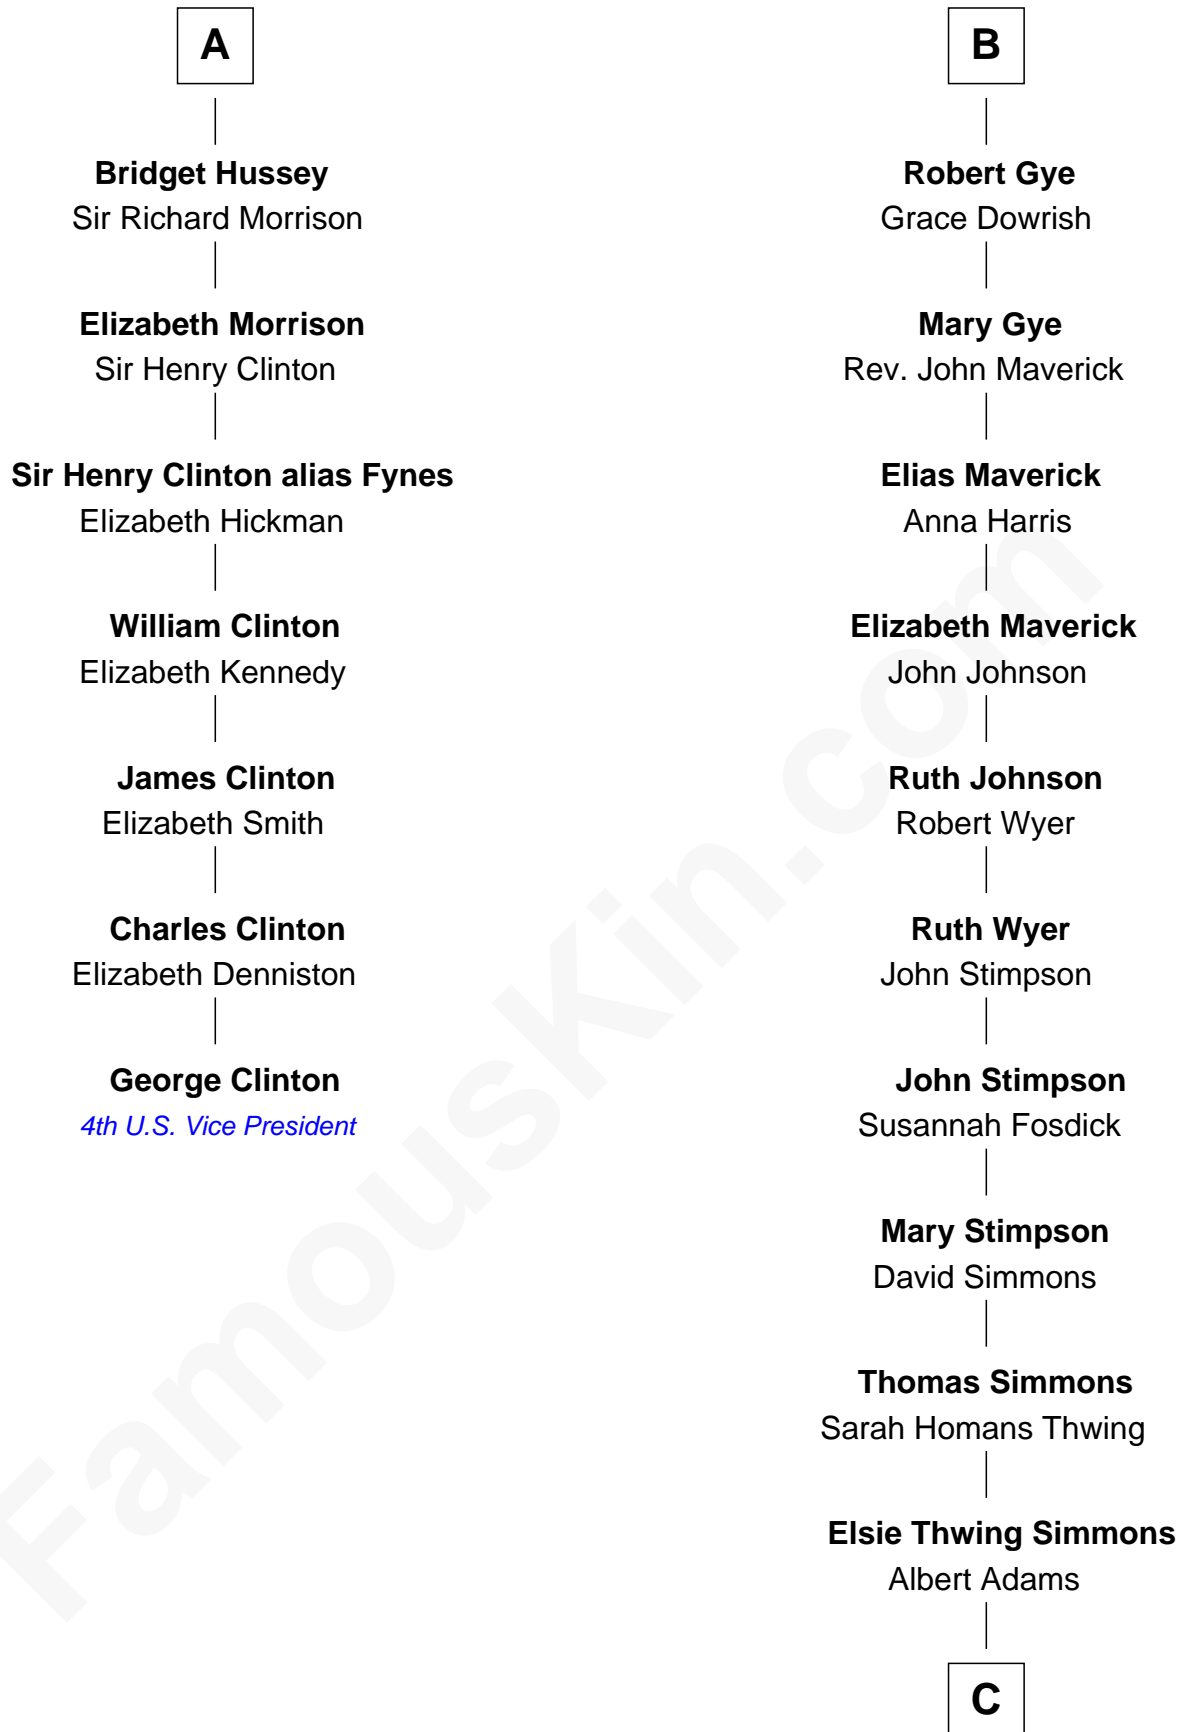 A
Bridget Hussey
Sir Richard Morrison
Elizabeth Morrison
Sir Henry Clinton
Sir Henry Clinton alias Fynes
Elizabeth Hickman
William Clinton
Elizabeth Kennedy
James Clinton
Elizabeth Smith
Charles Clinton
Elizabeth Denniston
George Clinton
4th U.S. Vice President
B
Robert Gye
Grace Dowrish
Mary Gye
Rev. John Maverick
Elias Maverick
Anna Harris
Elizabeth Maverick
John Johnson
Ruth Johnson
Robert Wyer
Ruth Wyer
John Stimpson
John Stimpson
Susannah Fosdick
Mary Stimpson
David Simmons
Thomas Simmons
Sarah Homans Thwing
Elsie Thwing Simmons
Albert Adams
C
FamousKin.com